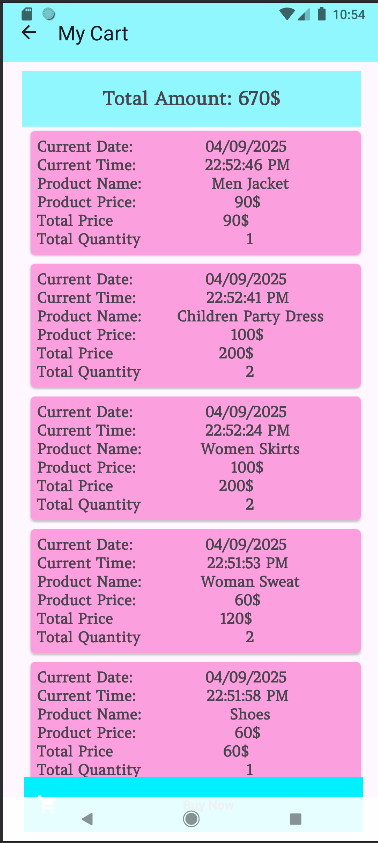 10:54
My Cart
Total Amount: 670$
Current Date: 04/09/2025
Current Time: 22:52:46 PM
Product Name: Men Jacket
Product Price: 90$
Total Price 90$
Total Quantity 1
Current Date: 04/09/2025
Current Time: 22:52:41 PM
Product Name: Children Party Dress
Product Price: 100$
Total Price 200$
Total Quantity 2
Current Date: 04/09/2025
Current Time: 22:52:24 PM
Product Name: Women Skirts
Product Price: 100$
Total Price 200$
Total Quantity 2
Current Date: 04/09/2025
Current Time: 22:51:53 PM
Product Name: Woman Sweat
Product Price: 60$
Total Price 120$
Total Quantity 2
Current Date: 04/09/2025
Current Time: 22:51:58 PM
Product Name: Shoes
Product Price: 60$
Total Price 60$
Total Quantity 1
Buy Now